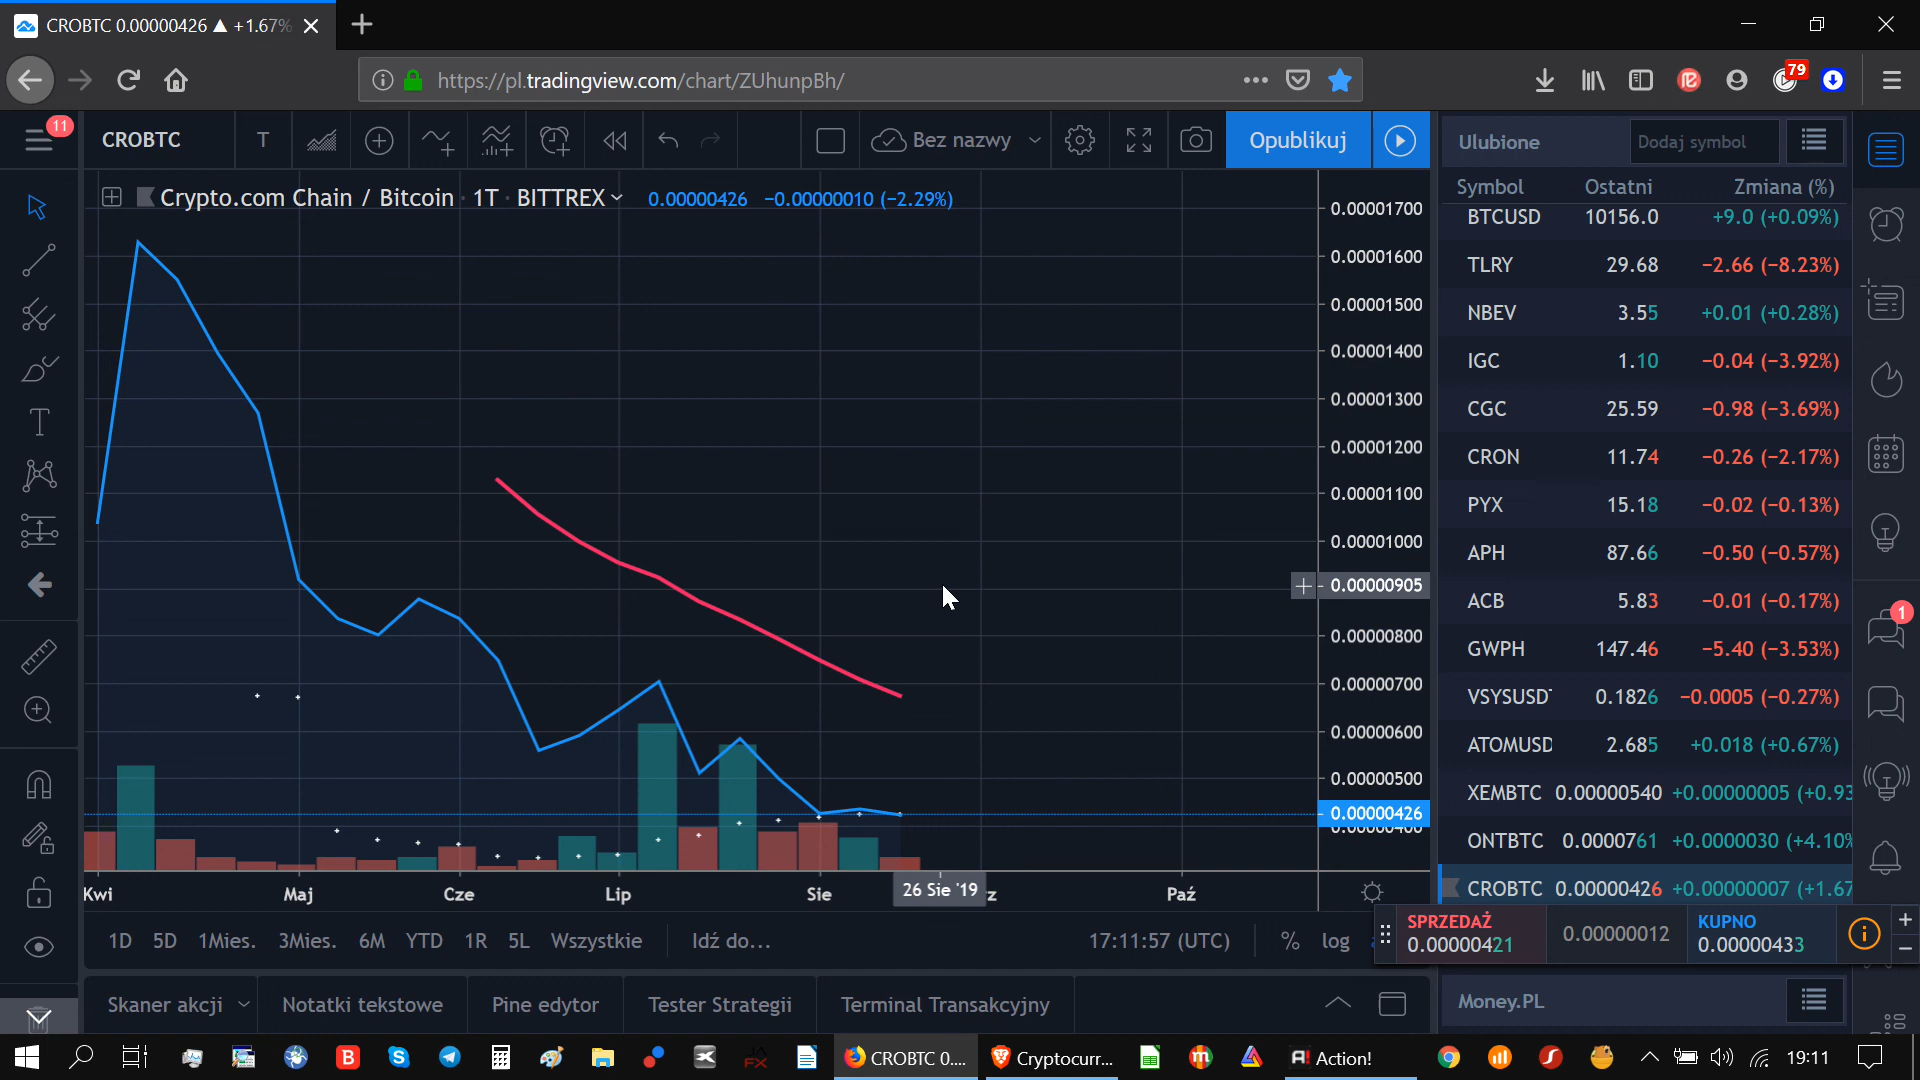 CROBTC 0.00000426 ▲ +1.67%
https://pl.tradingview.com/chart/ZUhunpBh/
79
11
CROBTC
T
Bez nazwy
Opublikuj
Crypto.com Chain / Bitcoin · 1T · BITTREX
0.00000426 −0.00000010 (−2.29%)
0.00001700
0.00001600
0.00001500
0.00001400
0.00001300
0.00001200
0.00001100
0.00001000
0.00000905
0.00000800
0.00000700
0.00000600
0.00000500
0.00000426
0.00000400
Kwi
Maj
Cze
Lip
Sie
26 Sie '19
z
Paź
1D 5D 1Mies. 3Mies. 6M YTD 1R 5L Wszystkie
Idź do...
17:11:57 (UTC)
% log
Skaner akcji
Notatki tekstowe
Pine edytor
Tester Strategii
Terminal Transakcyjny
Ulubione
Dodaj symbol
Symbol Ostatni Zmiana (%)
BTCUSD 10156.0 +9.0 (+0.09%)
TLRY 29.68 −2.66 (−8.23%)
NBEV 3.55 +0.01 (+0.28%)
IGC 1.10 −0.04 (−3.92%)
CGC 25.59 −0.98 (−3.69%)
CRON 11.74 −0.26 (−2.17%)
PYX 15.18 −0.02 (−0.13%)
APH 87.66 −0.50 (−0.57%)
ACB 5.83 −0.01 (−0.17%)
GWPH 147.46 −5.40 (−3.53%)
VSYSUSD 0.1826 −0.0005 (−0.27%)
ATOMUSD 2.685 +0.018 (+0.67%)
XEMBTC 0.00000540 +0.00000005 (+0.93
ONTBTC 0.0000761 +0.0000030 (+4.10%
CROBTC 0.00000426 +0.00000007 (+1.67
1
SPRZEDAŻ
0.00000421
0.00000012
KUPNO
0.00000433
Money.PL
CROBTC 0....
Cryptocurr...
Action!
19:11